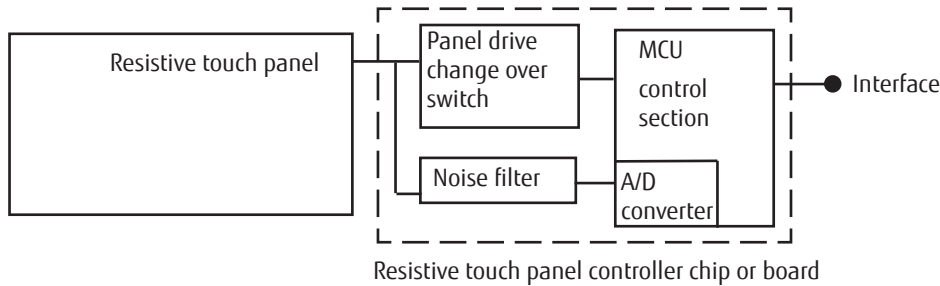 Resistive touch panel
Panel drive
change over
switch
MCU
control
section
Interface
Noise filter
A/D
converter
Resistive touch panel controller chip or board